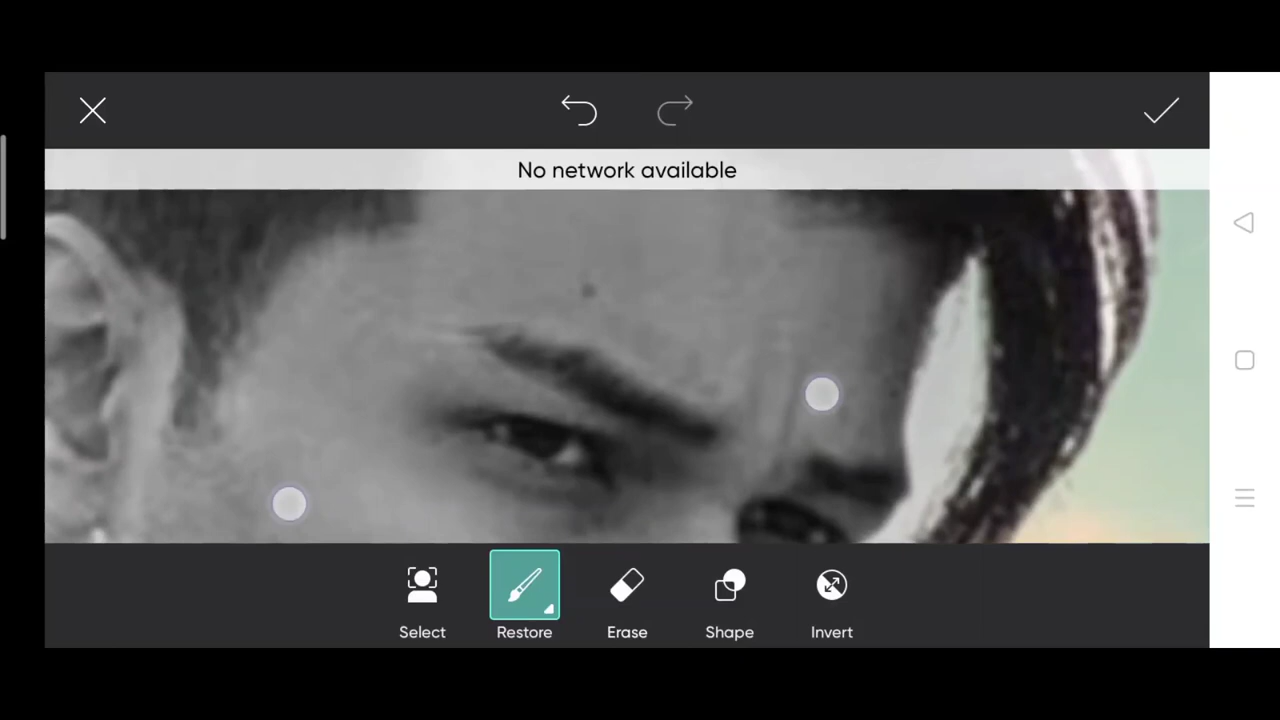 No network available
Select
Restore
Erase
Shape
Invert